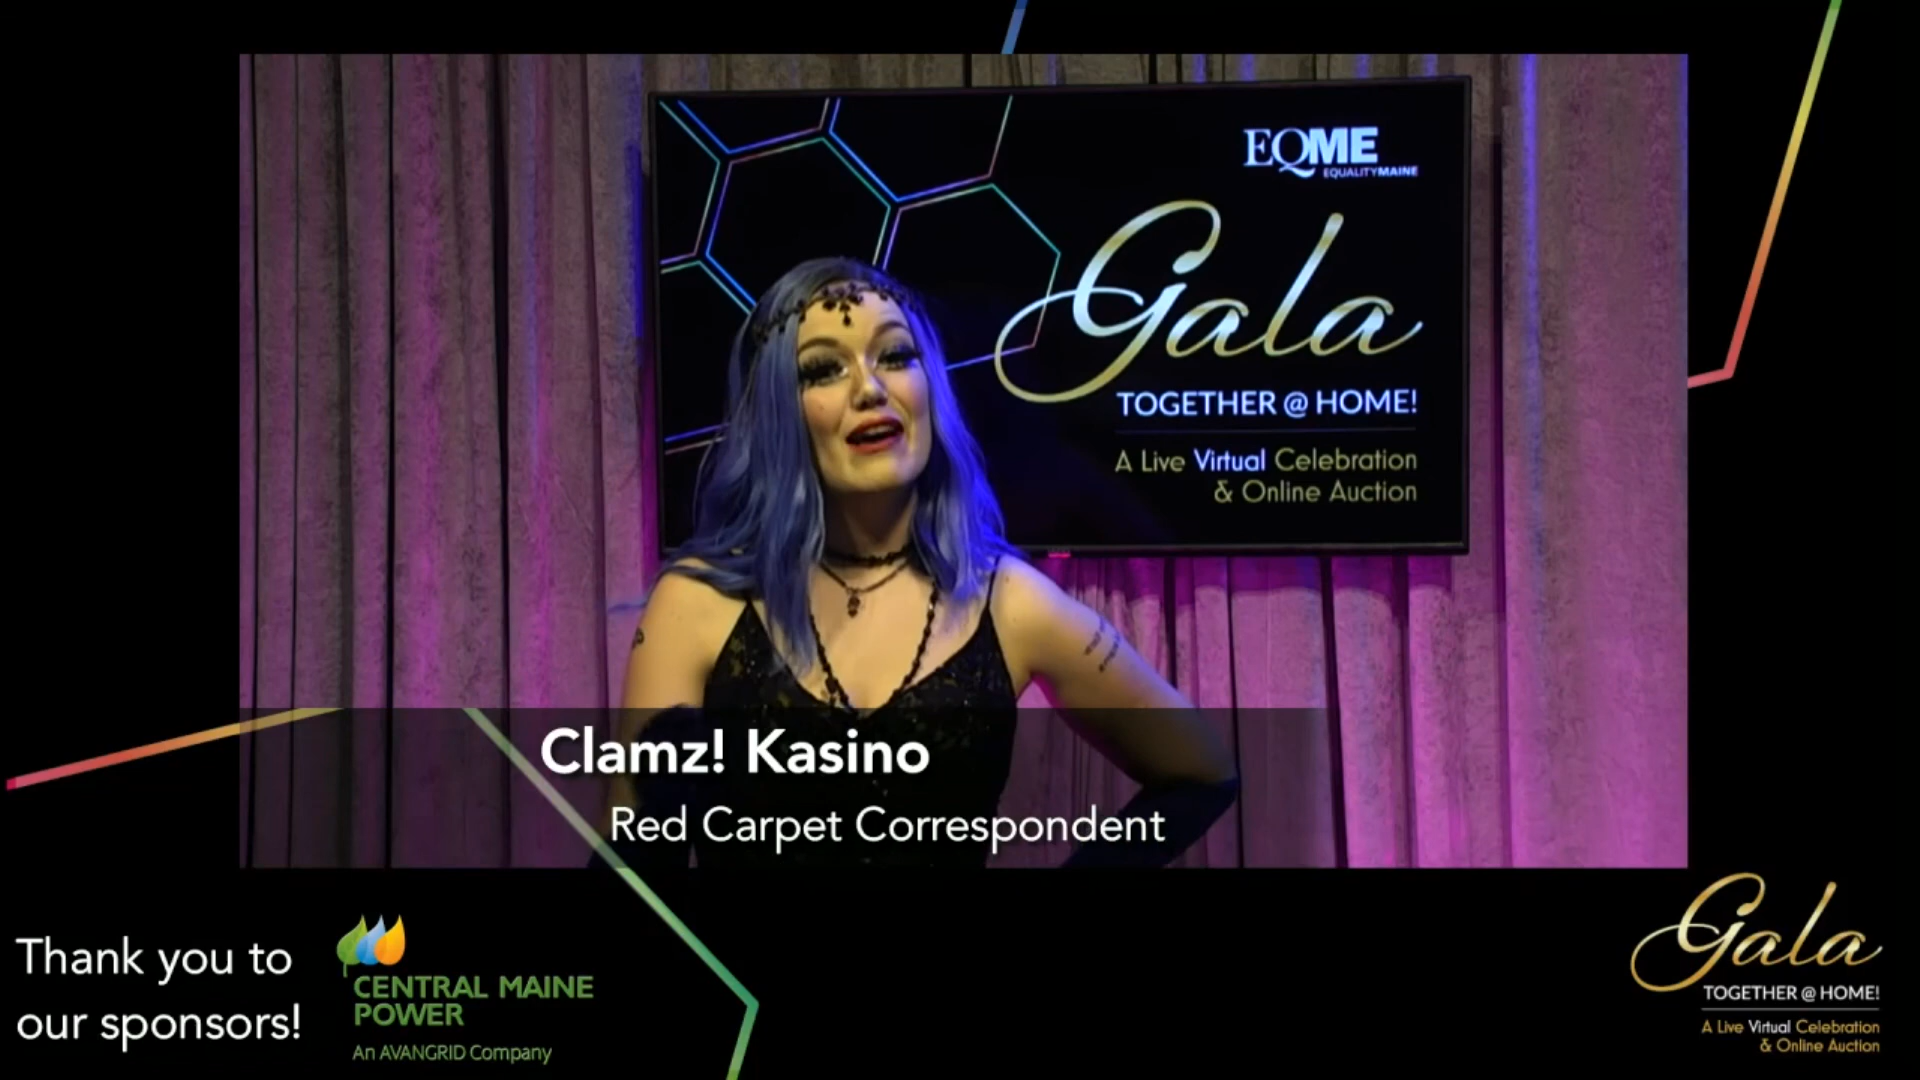 EQME
EQUALITYMAINE
Gala
TOGETHER @ HOME!
A Live Virtual Celebration
& Online Auction
Clamz! Kasino
Red Carpet Correspondent
Thank you to
our sponsors!
CENTRAL MAINE
POWER
An AVANGRID Company
Gala
TOGETHER @ HOME!
A Live Virtual Celebration
& Online Auction